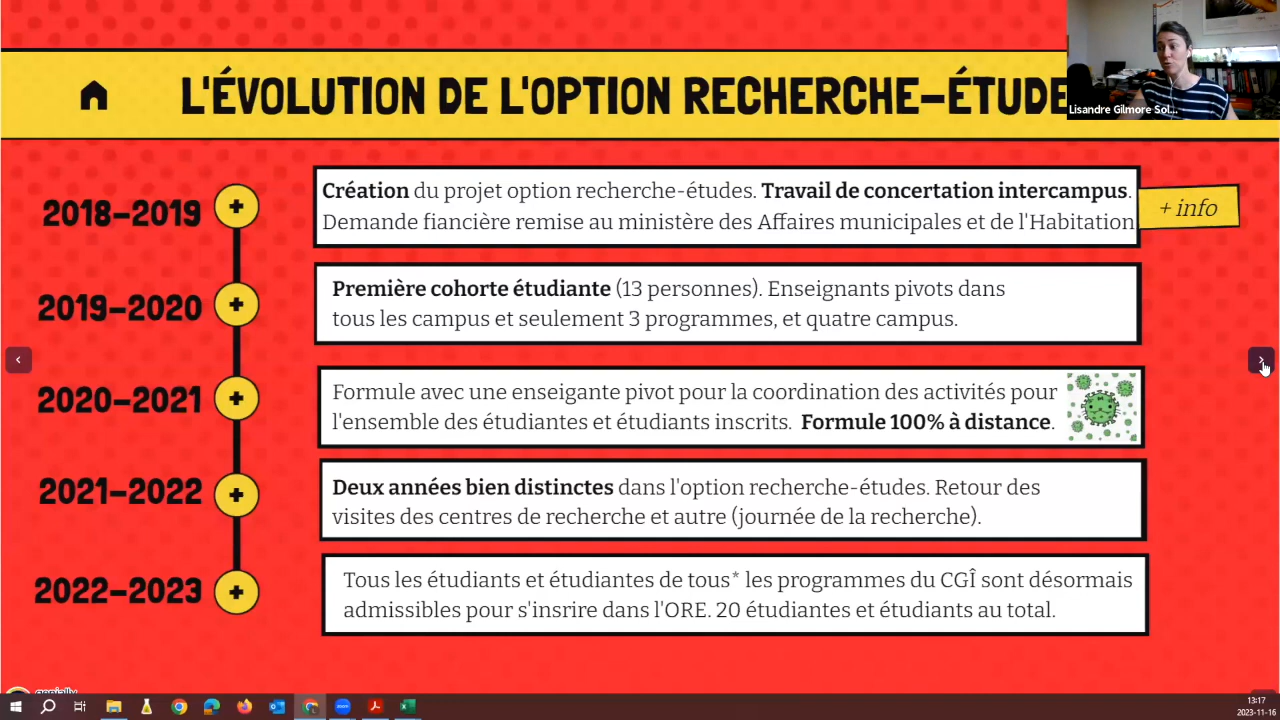 L'ÉVOLUTION DE L'OPTION RECHERCHE-ÉTUDE
Lisandre Gilmore Sol...
2018-2019
Création du projet option recherche-études. Travail de concertation intercampus.
Demande fiancière remise au ministère des Affaires municipales et de l'Habitation
+ info
2019-2020
Première cohorte étudiante (13 personnes). Enseignants pivots dans
tous les campus et seulement 3 programmes, et quatre campus.
2020-2021
Formule avec une enseigante pivot pour la coordination des activités pour
l'ensemble des étudiantes et étudiants inscrits. Formule 100% à distance.
2021-2022
Deux années bien distinctes dans l'option recherche-études. Retour des
visites des centres de recherche et autre (journée de la recherche).
2022-2023
Tous les étudiants et étudiantes de tous* les programmes du CGÎ sont désormais
admissibles pour s'insrire dans l'ORE. 20 étudiantes et étudiants au total.
genially
13:17
2023-11-16